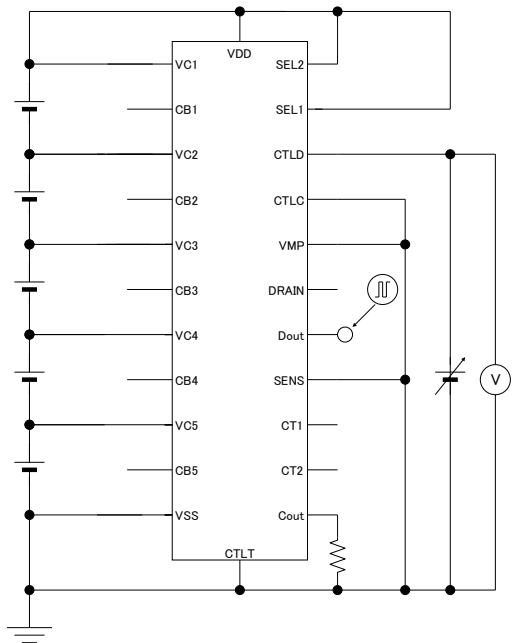 VDD
VC1
CB1
VC2
CB2
VC3
CB3
VC4
CB4
VC5
CB5
VSS
SEL2
SEL1
CTLD
CTLC
VMP
DRAIN
Dout
SENS
CT1
CT2
Cout
CTLT
V